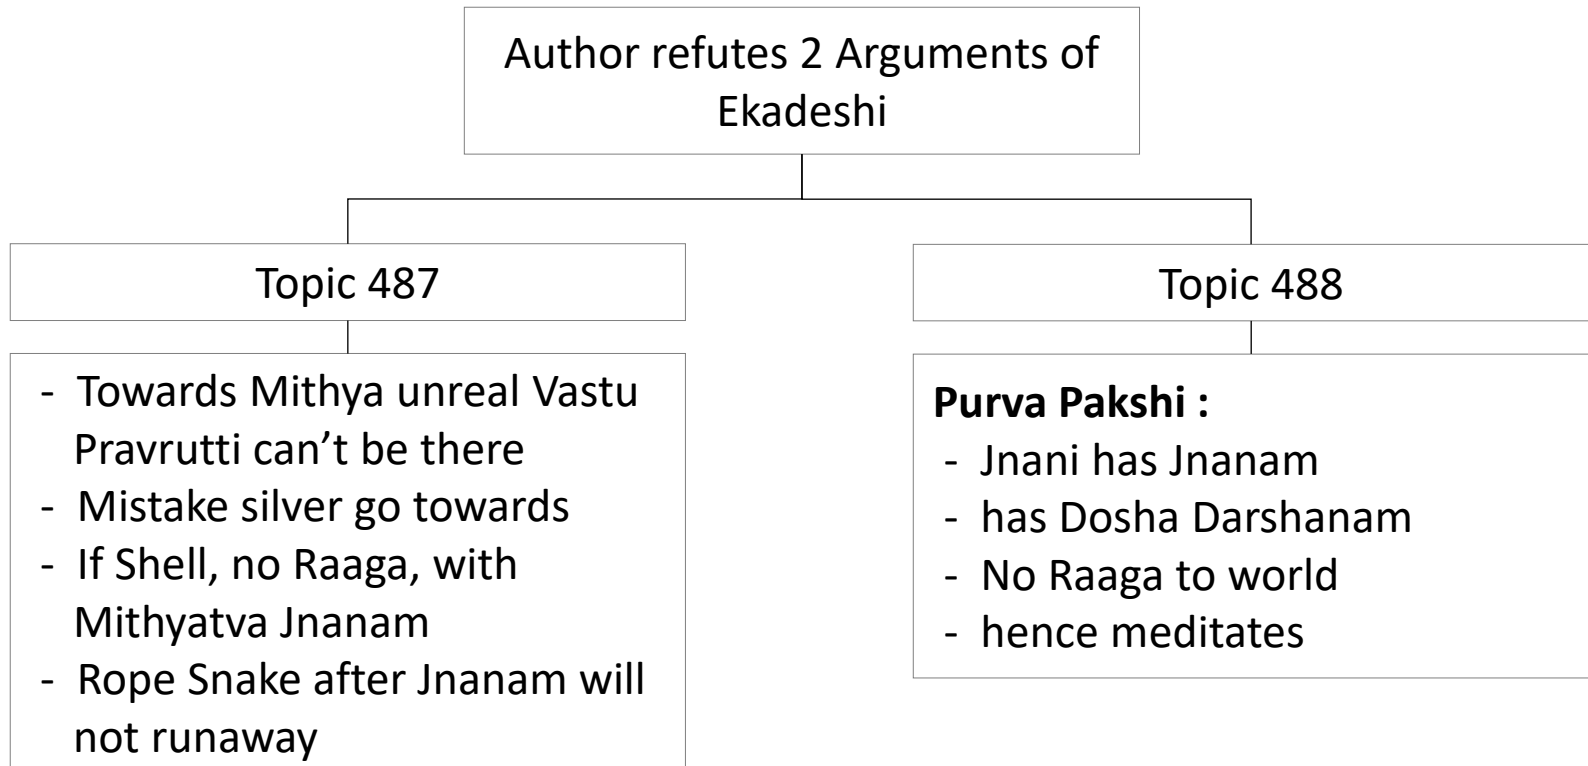 Author refutes 2 Arguments of
Ekadeshi
Topic 487
- Towards Mithya unreal Vastu
Pravrutti can’t be there
- Mistake silver go towards
- If Shell, no Raaga, with
Mithyatva Jnanam
- Rope Snake after Jnanam will
not runaway
Topic 488
Purva Pakshi :
- Jnani has Jnanam
- has Dosha Darshanam
- No Raaga to world
- hence meditates